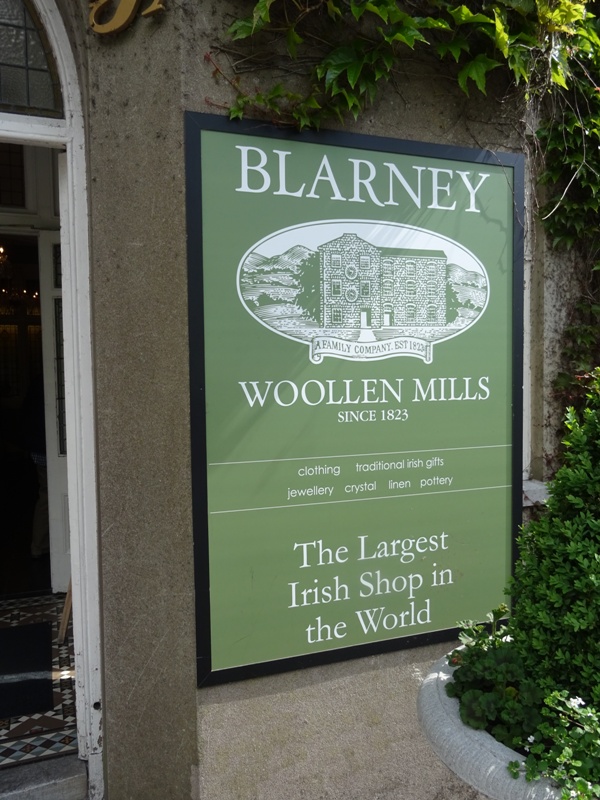 BLARNEY
A FAMILY COMPANY. EST 1823
WOOLLEN MILLS
SINCE 1823
clothing traditional irish gifts
jewellery crystal linen pottery
The Largest
Irish Shop in
the World